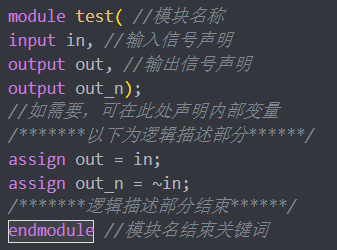 module test( //模块名称
input in, //输入信号声明
output out, //输出信号声明
output out_n);
//如需要，可在此处声明内部变量
/*******以下为逻辑描述部分******/
assign out = in;
assign out_n = ~in;
/*******逻辑描述部分结束******/
endmodule //模块名结束关键词